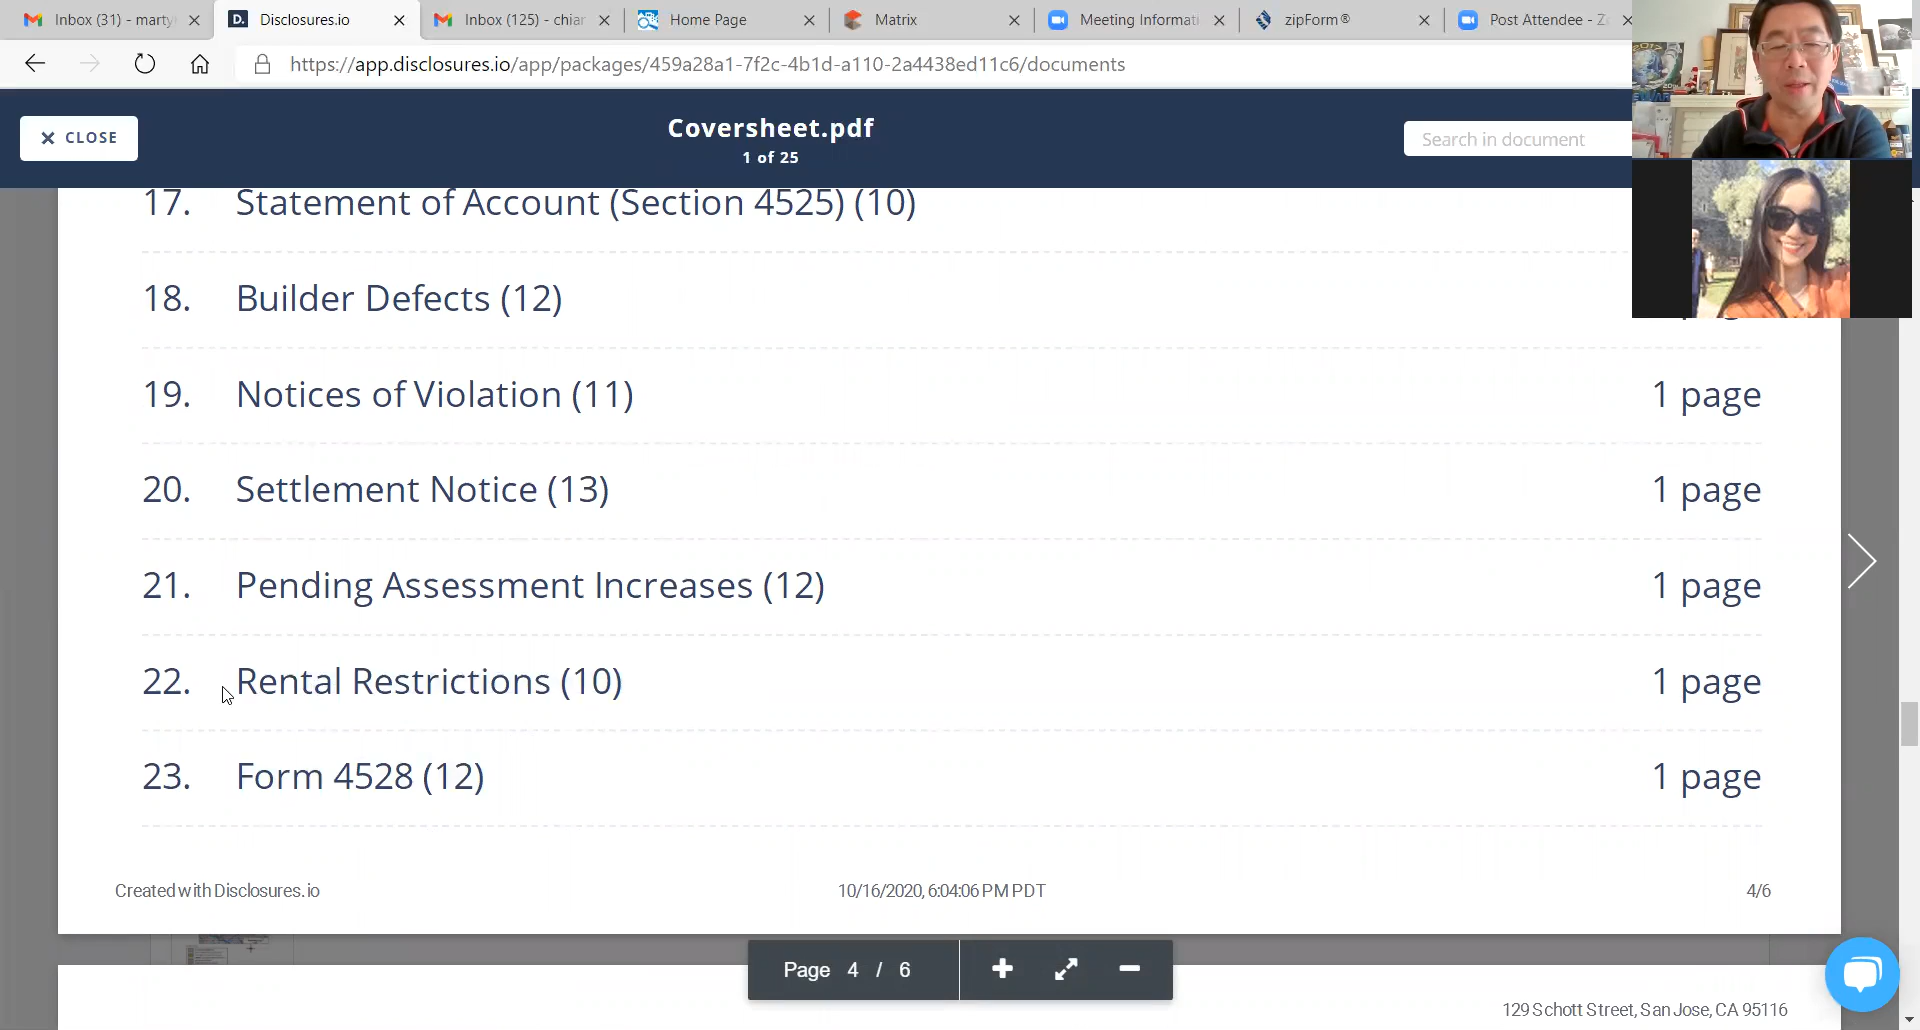 Inbox (31) - marty
Disclosures.io
Inbox (125) - chiar
Home Page
Matrix
Meeting Informati
zipForm®
Post Attendee - Zo
https://app.disclosures.io/app/packages/459a28a1-7f2c-4b1d-a110-2a4438ed11c6/documents
CLOSE
Coversheet.pdf
1 of 25
Search in document
17. Statement of Account (Section 4525) (10)
18. Builder Defects (12)
19. Notices of Violation (11) 1 page
20. Settlement Notice (13) 1 page
21. Pending Assessment Increases (12) 1 page
22. Rental Restrictions (10) 1 page
23. Form 4528 (12) 1 page
Created with Disclosures.io 10/16/2020, 6:04:06 PM PDT 4/6
Page 4 / 6
129 Schott Street, San Jose, CA 95116